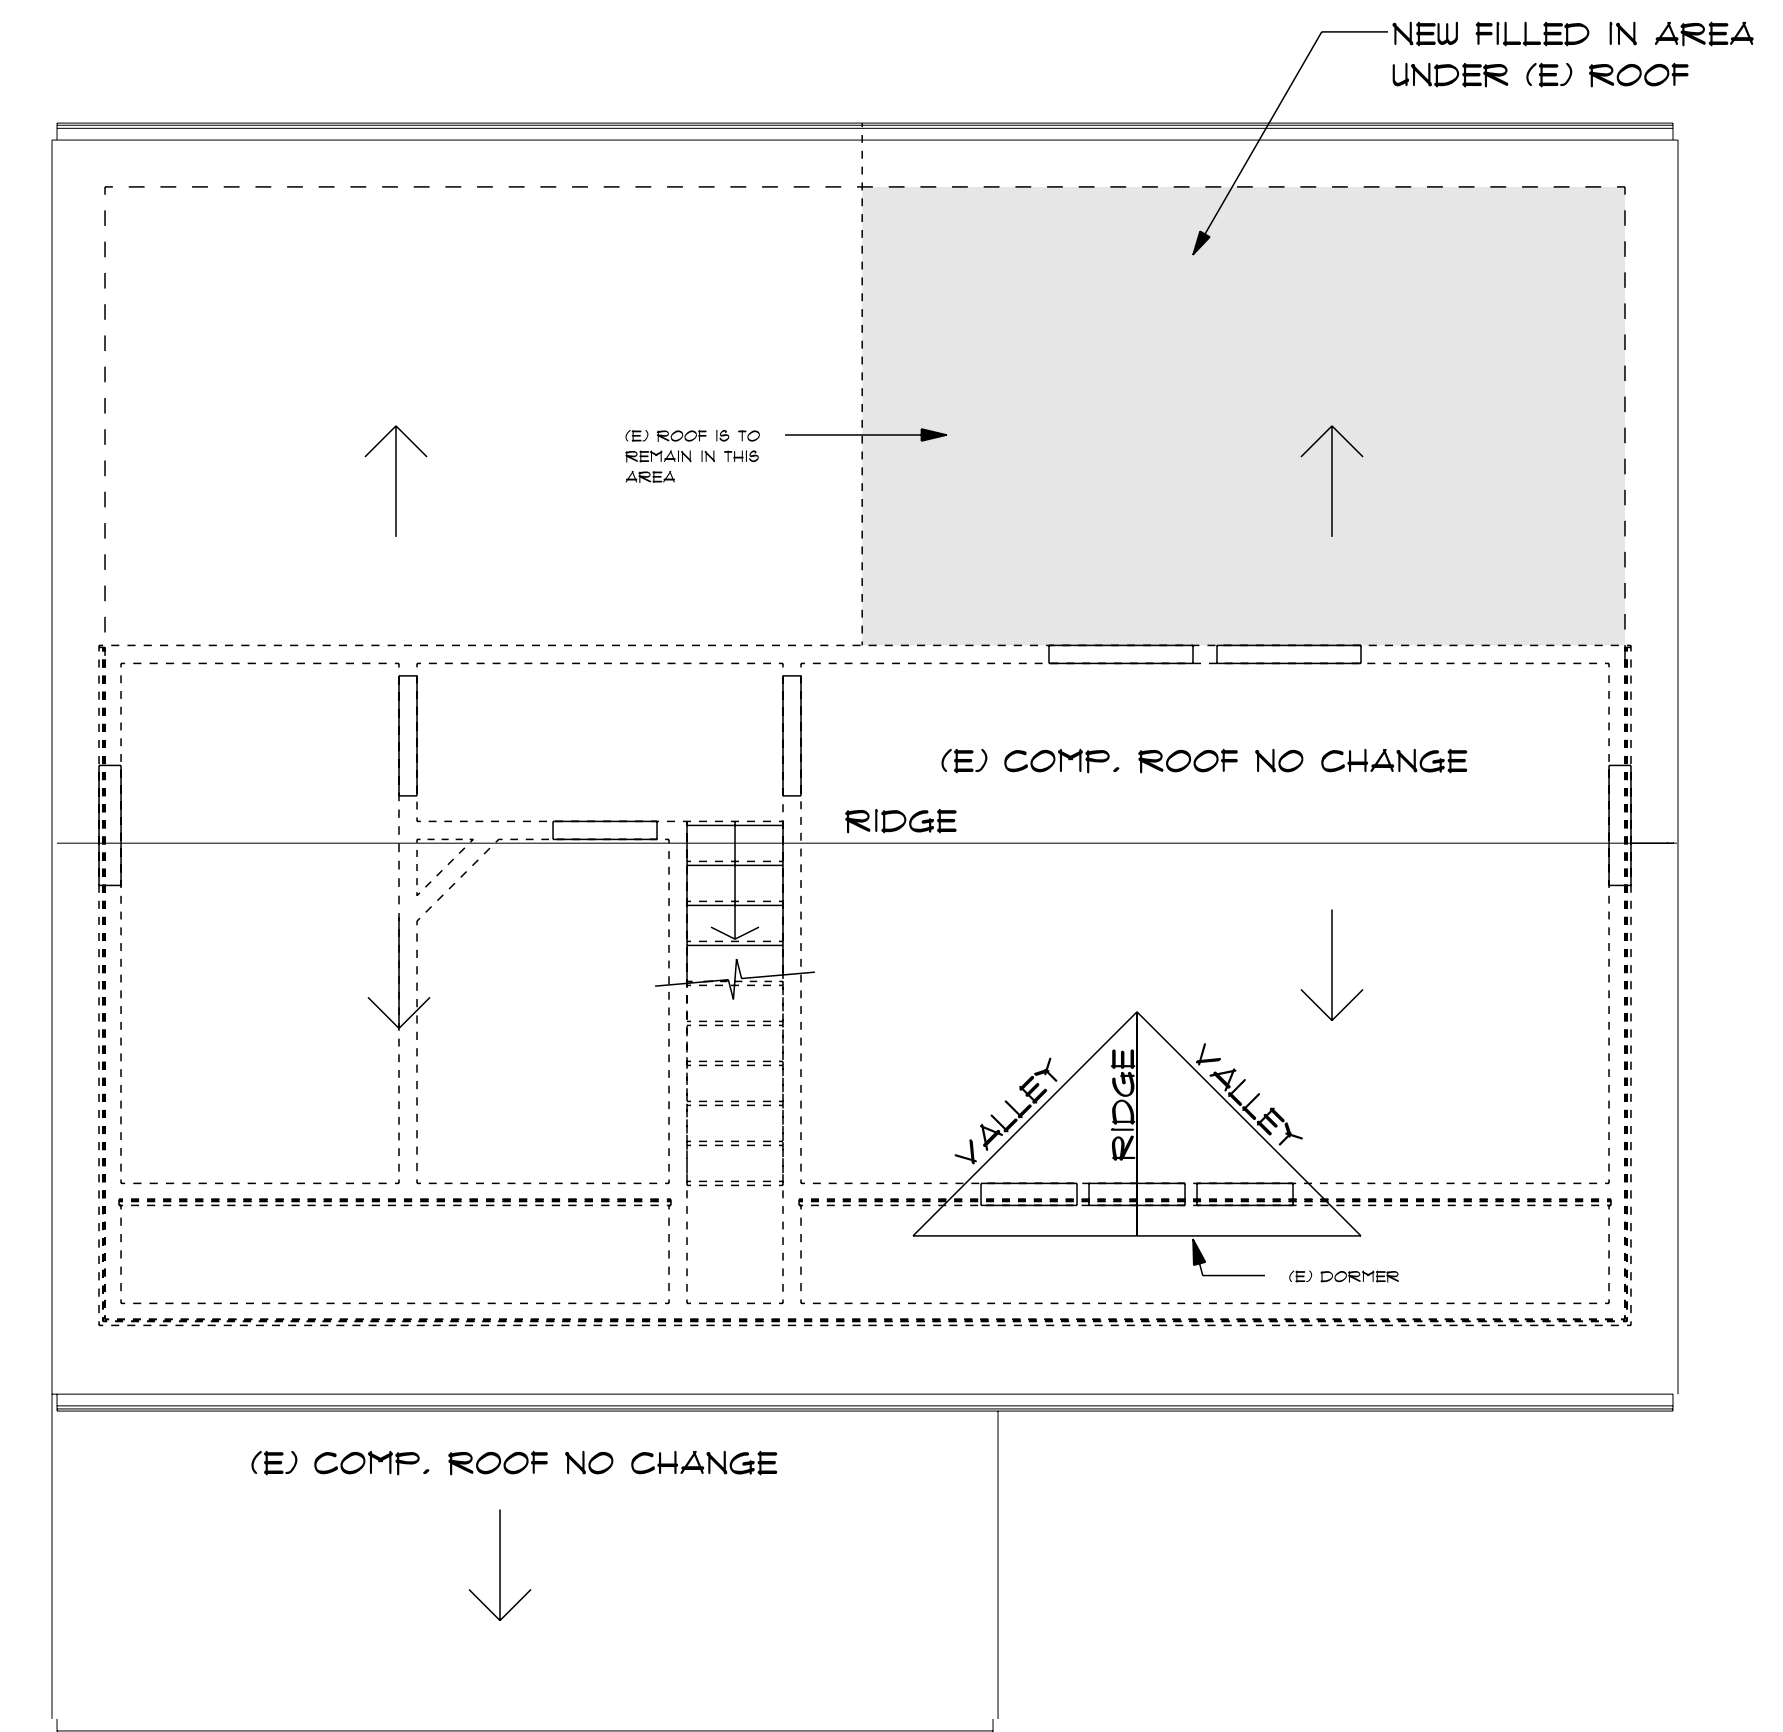 NEW FILLED IN AREA
UNDER (E) ROOF
(E) ROOF IS TO
REMAIN IN THIS
AREA
(E) COMP. ROOF NO CHANGE
RIDGE
VALLEY
RIDGE
VALLEY
(E) DORMER
(E) COMP. ROOF NO CHANGE